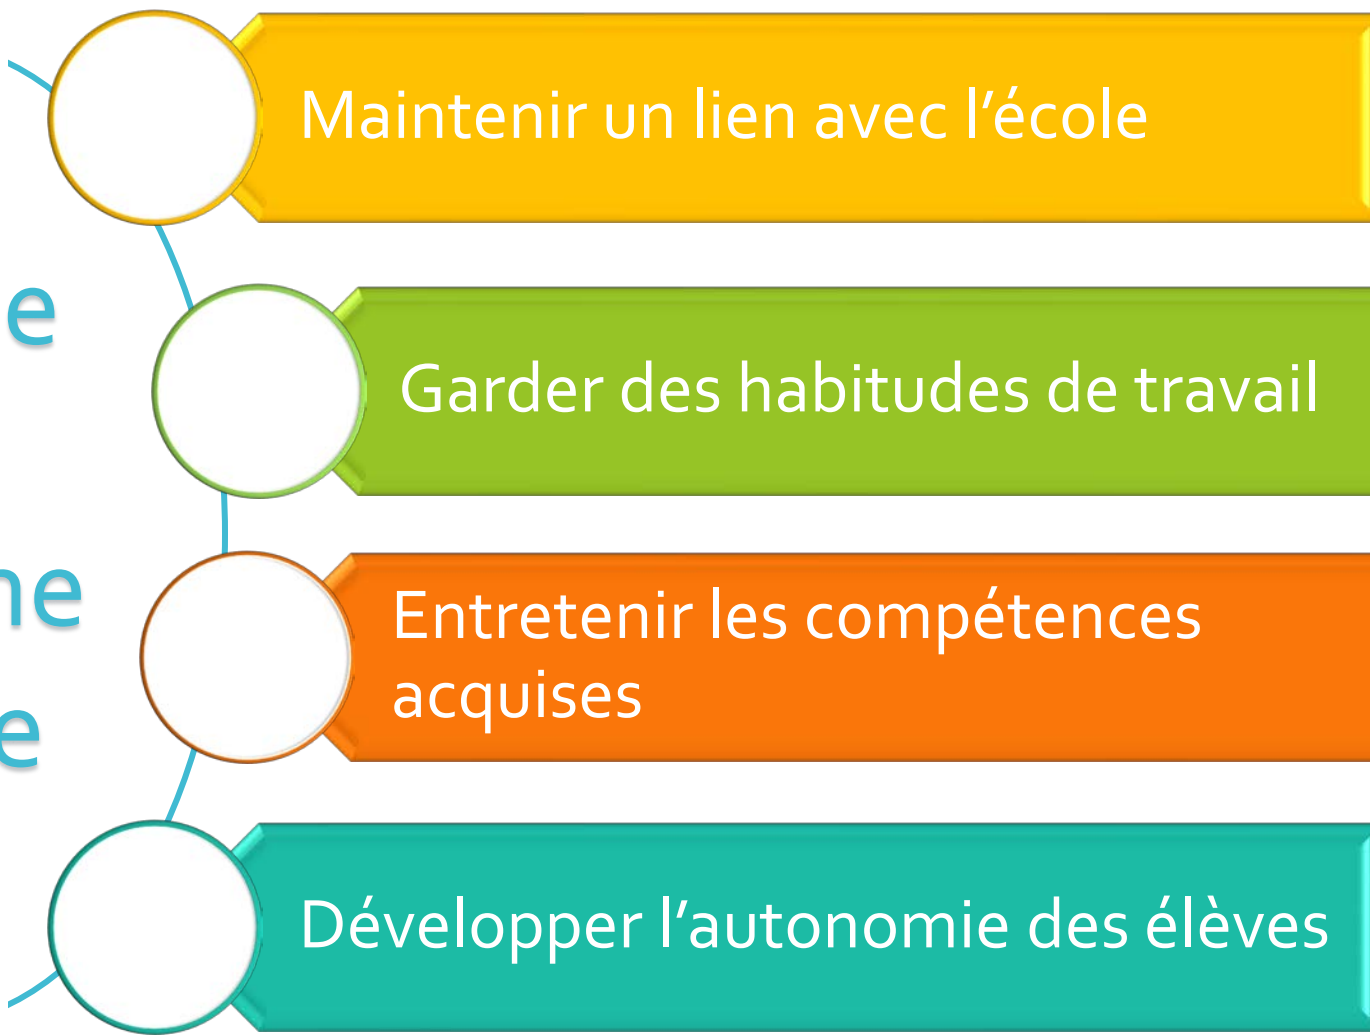 Maintenir un lien avec l’école
Garder des habitudes de travail
Entretenir les compétences
acquises
Développer l’autonomie des élèves